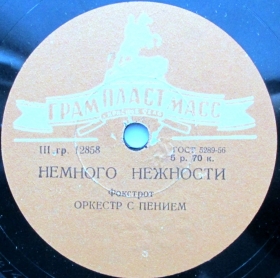 ГРАМПЛАСТМАСС
III. гр. 12858
ГОСТ 5289-56
6 р. 70 к.
НЕМНОГО НЕЖНОСТИ
Фокстрот
ОРКЕСТР С ПЕНИЕМ